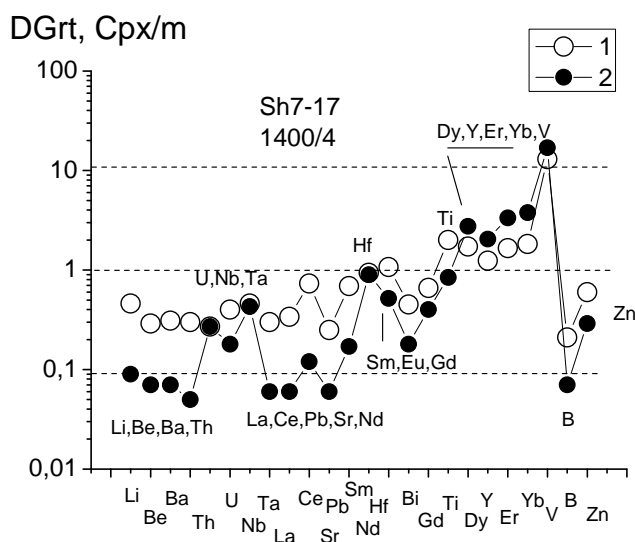 DGrt, Cpx/m
1
2
100
Sh7-17
1400/4
Dy,Y,Er,Yb,V
10
Ti
Hf
U,Nb,Ta
1
Zn
Sm,Eu,Gd
0,1
Li,Be,Ba,Th
La,Ce,Pb,Sr,Nd
B
0,01
Li Ba U Ta Ce Pb Sm Hf Bi Ti Y Yb B
Be Th Nb La Sr Nd Gd Dy Er V Zn